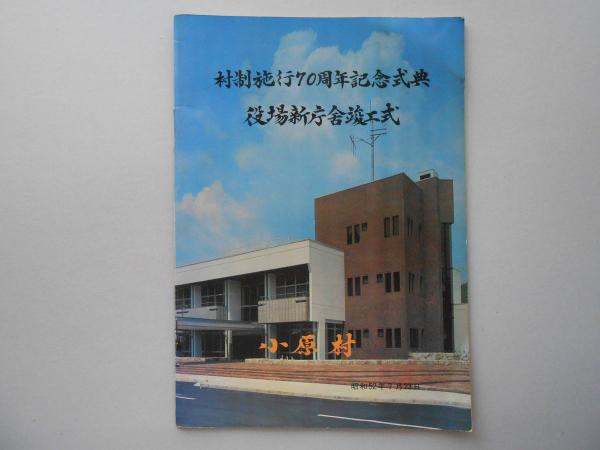 村制施行70周年記念式典
役場新庁舎竣工式
小原村
昭和52年7月23日